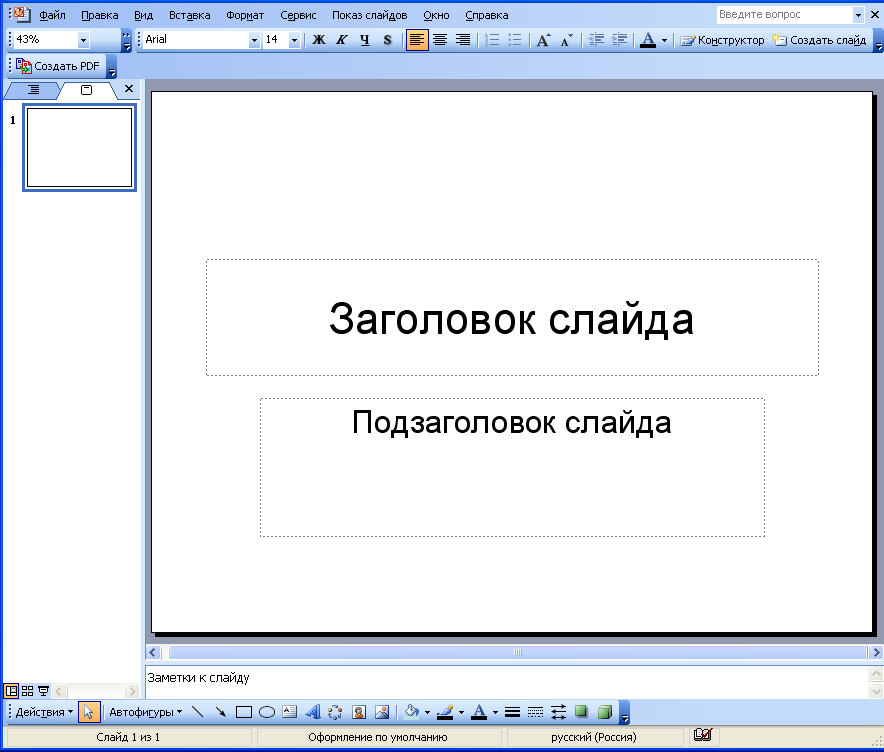 Файл Правка Вид Вставка Формат Сервис Показ слайдов Окно Справка Введите вопрос
43% Arial 14 Ж К Ч S A A A Конструктор Создать слайд
Создать PDF
1
Заголовок слайда
Подзаголовок слайда
Заметки к слайду
Действия Автофигуры
Слайд 1 из 1 Оформление по умолчанию русский (Россия)